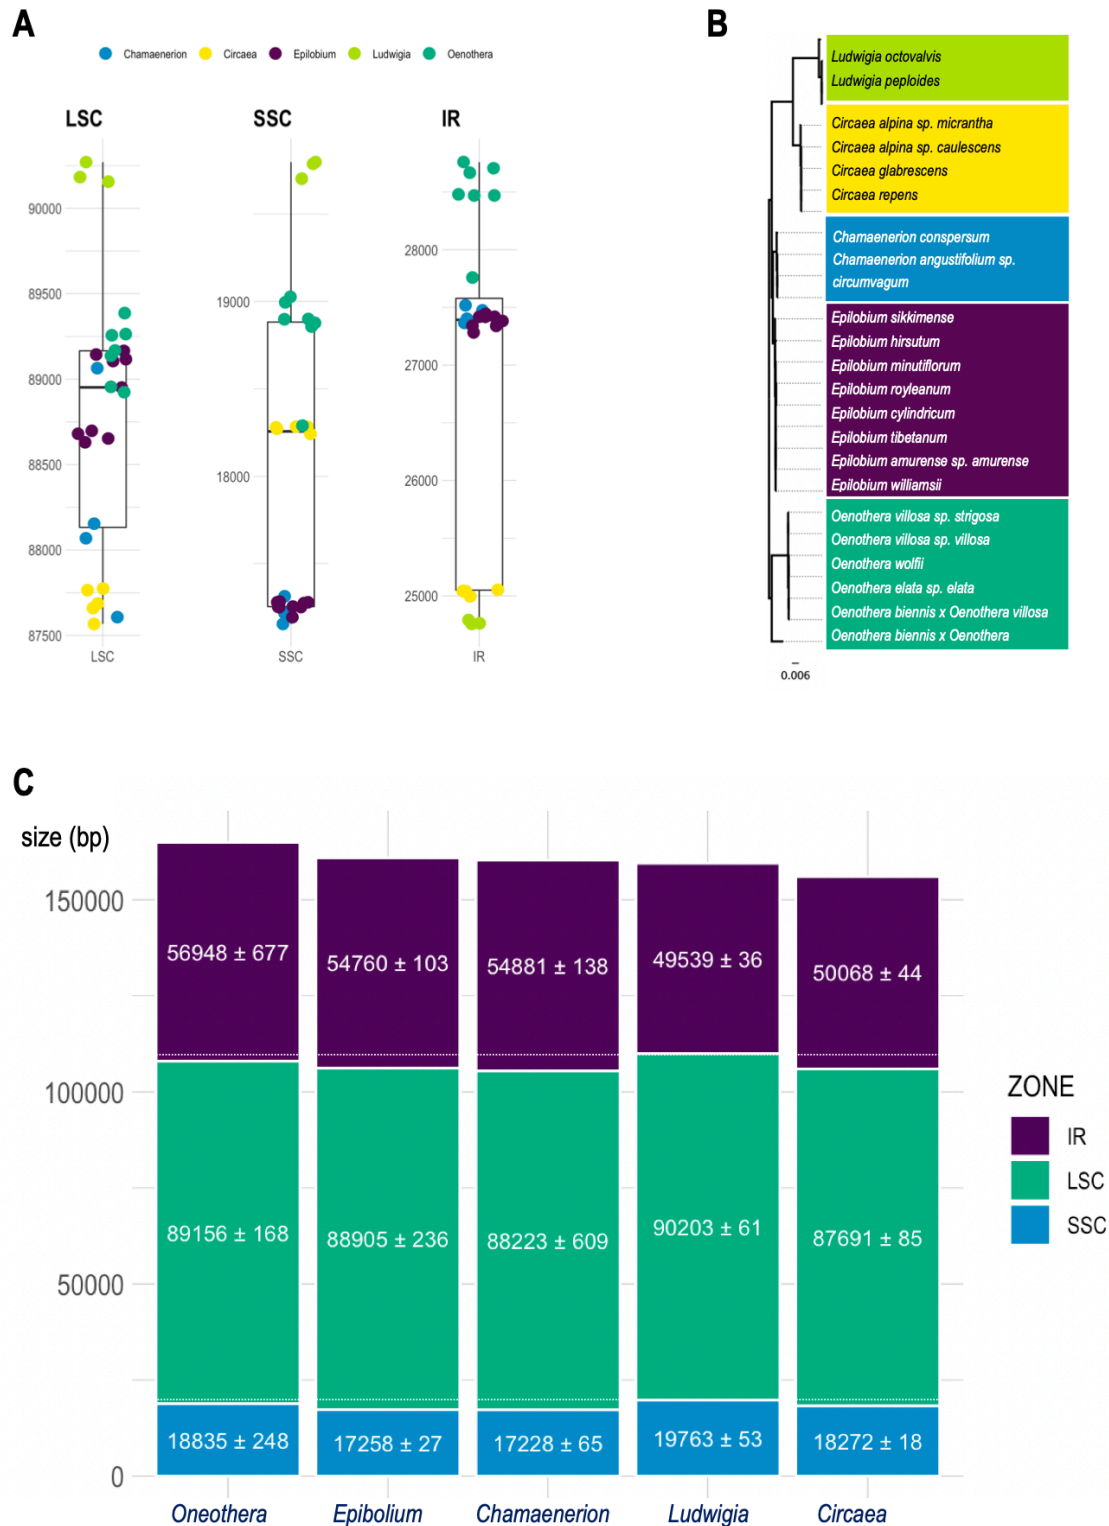 A
Chamaenerion Circaea Epilobium Ludwigia Oenothera
LSC
90000
89500
89000
88500
88000
87500
LSC
SSC
19000
18000
SSC
IR
28000
27000
26000
25000
IR
B
Ludwigia octovalvis
Ludwigia peploides
Circaea alpina sp. micrantha
Circaea alpina sp. caulescens
Circaea glabrescens
Circaea repens
Chamaenerion conspersum
Chamaenerion angustifolium sp.
circumvagum
Epilobium sikkimense
Epilobium hirsutum
Epilobium minutiflorum
Epilobium royleanum
Epilobium cylindricum
Epilobium tibetanum
Epilobium amurense sp. amurense
Epilobium williamsii
Oenothera villosa sp. strigosa
Oenothera villosa sp. villosa
Oenothera wolfii
Oenothera elata sp. elata
Oenothera biennis x Oenothera villosa
Oenothera biennis x Oenothera
0.006
C
size (bp)
150000
100000
50000
0
56948 ± 677
54760 ± 103
54881 ± 138
49539 ± 36
50068 ± 44
89156 ± 168
88905 ± 236
88223 ± 609
90203 ± 61
87691 ± 85
18835 ± 248
17258 ± 27
17228 ± 65
19763 ± 53
18272 ± 18
Oneothera
Epibolium
Chamaenerion
Ludwigia
Circaea
ZONE
IR
LSC
SSC